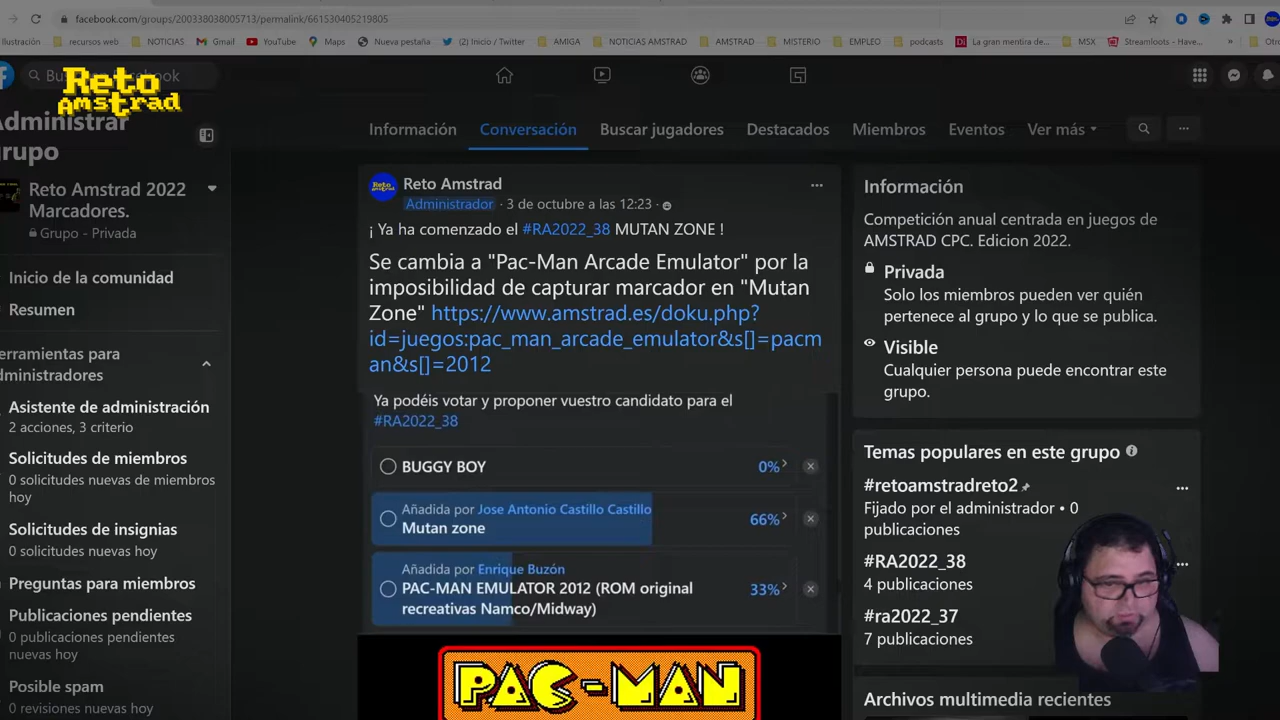 facebook.com/groups/200338038005713/permalink/661530405219805
Ilustración
recursos web
NOTICIAS
Gmail
YouTube
Maps
Nueva pestaña
(2) Inicio / Twitter
AMIGA
NOTICIAS AMSTRAD
AMSTRAD
MISTERIO
EMPLEO
podcasts
La gran mentira de...
MSX
Streamloots - Have...
Reto
Amstrad
Administrar
grupo
Información
Conversación
Buscar jugadores
Destacados
Miembros
Eventos
Ver más
Reto Amstrad 2022
Marcadores.
Grupo - Privada
Inicio de la comunidad
Resumen
erramientas para
dministradores
Asistente de administración
2 acciones, 3 criterio
Solicitudes de miembros
0 solicitudes nuevas de miembros
hoy
Solicitudes de insignias
0 solicitudes nuevas hoy
Preguntas para miembros
Publicaciones pendientes
0 publicaciones pendientes
nuevas hoy
Posible spam
0 revisiones nuevas hoy
Reto Amstrad
Administrador · 3 de octubre a las 12:23 ·
¡ Ya ha comenzado el #RA2022_38 MUTAN ZONE !
Se cambia a "Pac-Man Arcade Emulator" por la
imposibilidad de capturar marcador en "Mutan
Zone" https://www.amstrad.es/doku.php?
id=juegos:pac_man_arcade_emulator&s[]=pacm
an&s[]=2012
Ya podéis votar y proponer vuestro candidato para el
#RA2022_38
BUGGY BOY
0%
Añadida por Jose Antonio Castillo Castillo
Mutan zone
66%
Añadida por Enrique Buzón
PAC-MAN EMULATOR 2012 (ROM original
recreativas Namco/Midway)
33%
PAC-MAN
Información
Competición anual centrada en juegos de
AMSTRAD CPC. Edicion 2022.
Privada
Solo los miembros pueden ver quién
pertenece al grupo y lo que se publica.
Visible
Cualquier persona puede encontrar este
grupo.
Temas populares en este grupo
#retoamstradreto2
Fijado por el administrador • 0
publicaciones
#RA2022_38
4 publicaciones
#ra2022_37
7 publicaciones
Archivos multimedia recientes